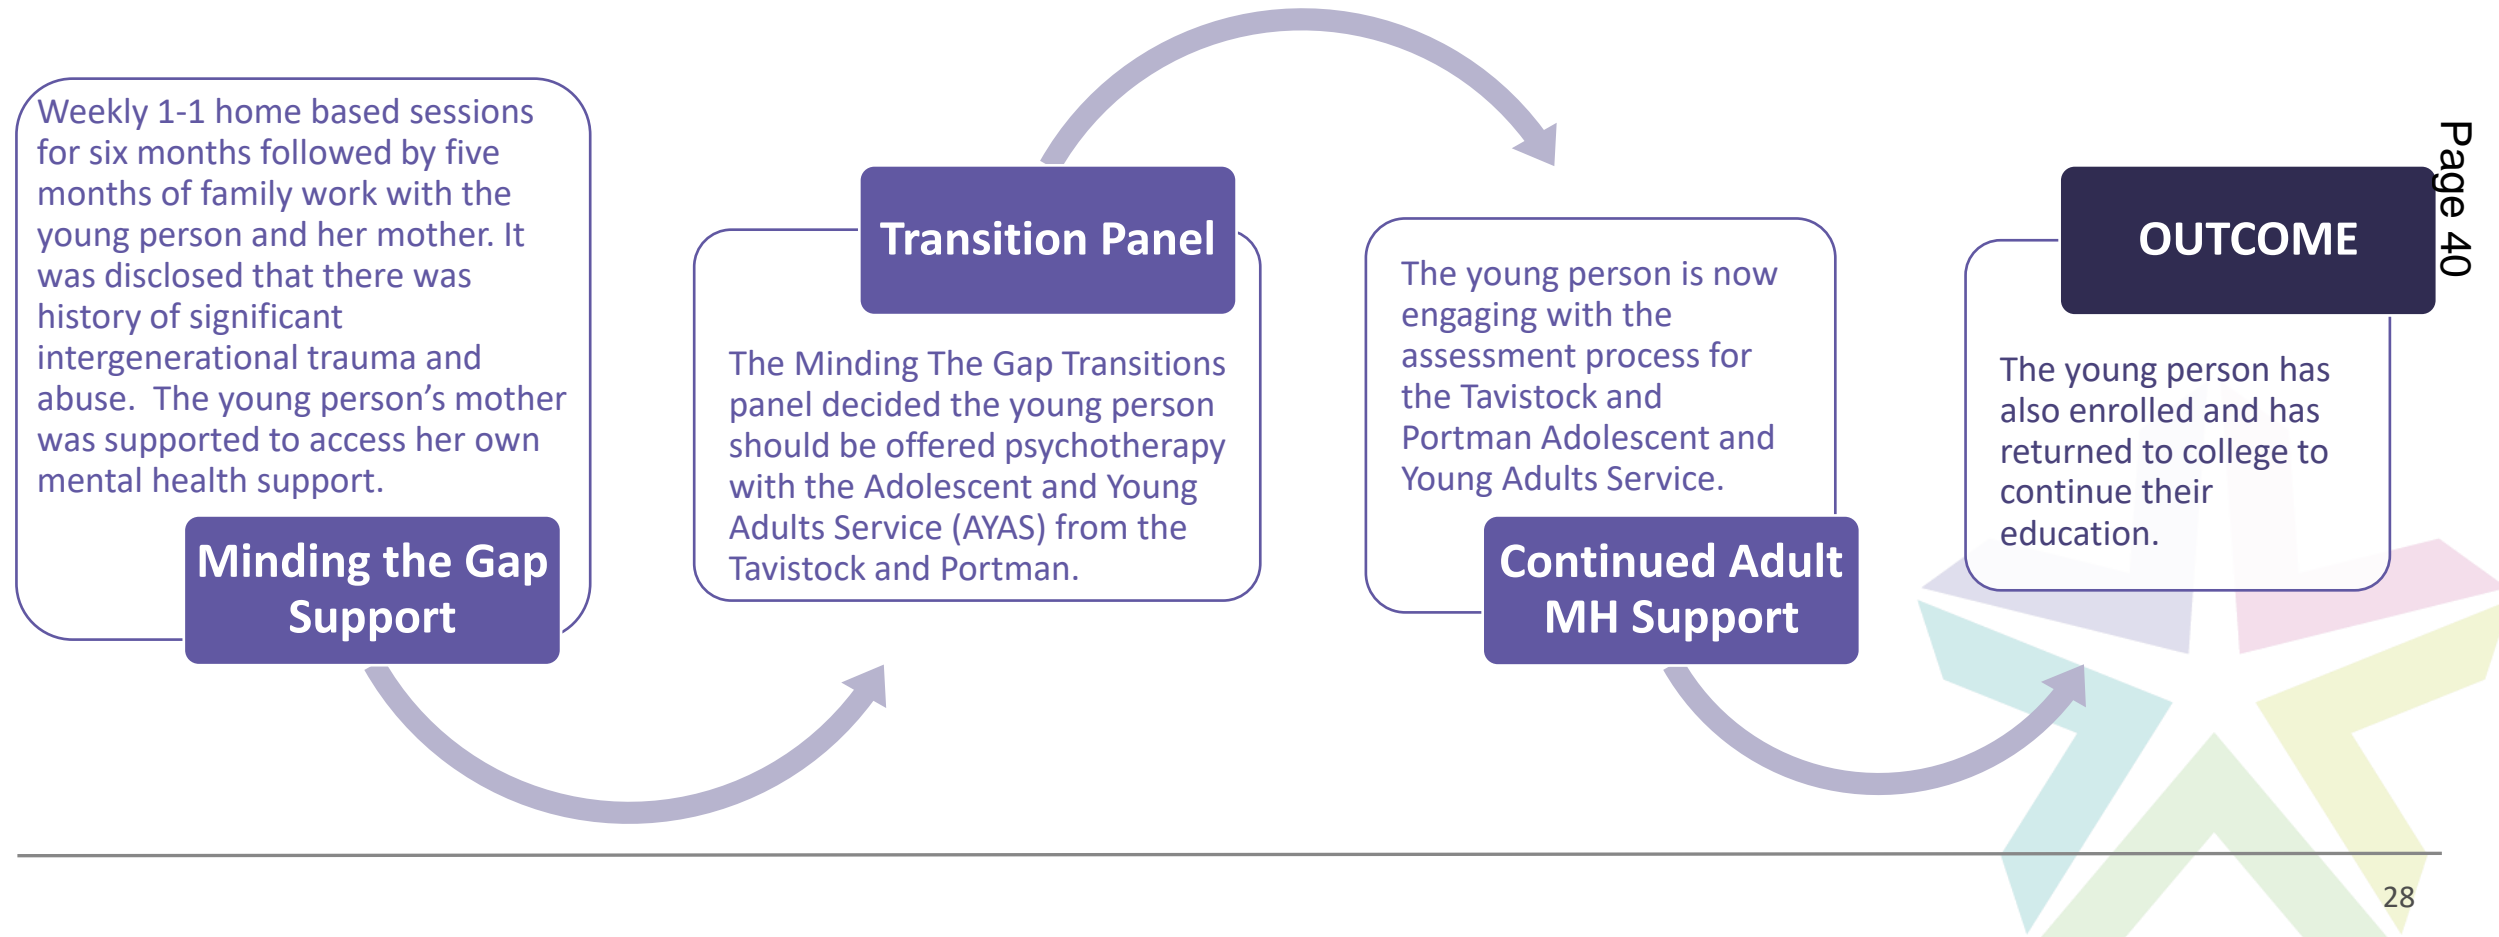 Weekly 1-1 home based sessions
for six months followed by five
months of family work with the
young person and her mother. It
was disclosed that there was
history of significant
intergenerational trauma and
abuse.  The young person’s mother
was supported to access her own
mental health support.
Minding the Gap
Support
Transition Panel
The Minding The Gap Transitions
panel decided the young person
should be offered psychotherapy
with the Adolescent and Young
Adults Service (AYAS) from the
Tavistock and Portman.
The young person is now
engaging with the
assessment process for
the Tavistock and
Portman Adolescent and
Young Adults Service.
Continued Adult
MH Support
OUTCOME
The young person has
also enrolled and has
returned to college to
continue their
education.
Page 40
28